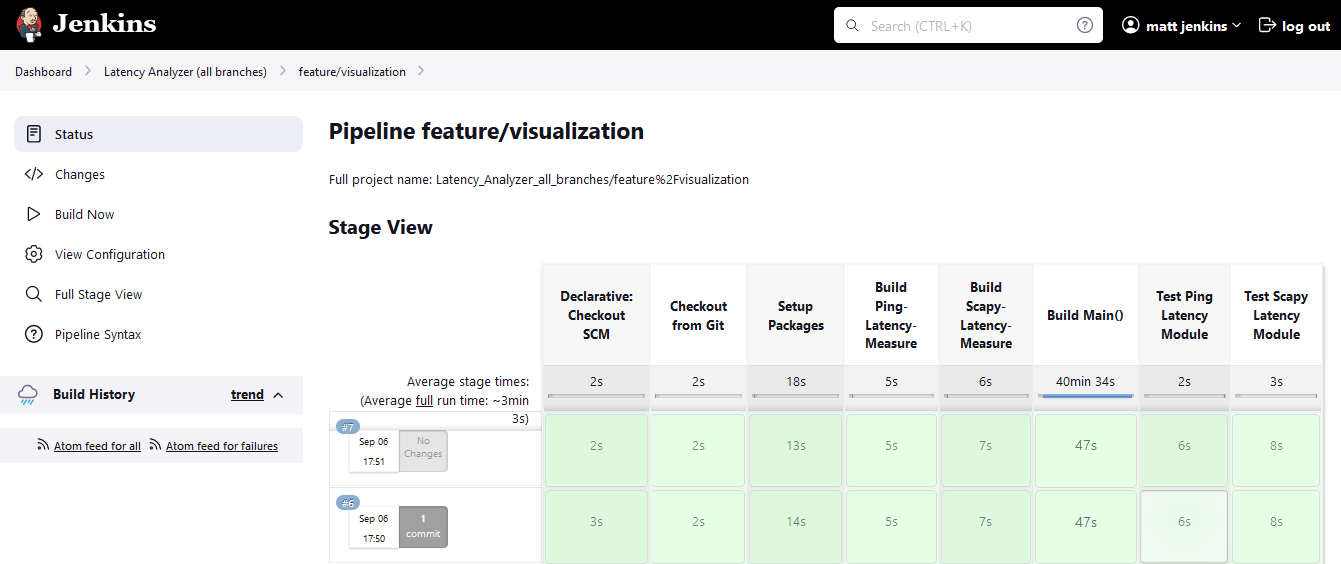 Jenkins
Search (CTRL+K)
matt jenkins
log out
Dashboard
Latency Analyzer (all branches)
feature/visualization
Status
Changes
Build Now
View Configuration
Full Stage View
Pipeline Syntax
Build History
trend
Atom feed for all
Atom feed for failures
Pipeline feature/visualization
Full project name: Latency_Analyzer_all_branches/feature%2Fvisualization
Stage View
Declarative:
Checkout
SCM
Checkout
from Git
Setup
Packages
Build
Ping-
Latency-
Measure
Build
Scapy-
Latency-
Measure
Build Main()
Test Ping
Latency
Module
Test Scapy
Latency
Module
Average stage times:
(Average full run time: ~3min
3s)
2s
2s
18s
5s
6s
40min 34s
2s
3s
#7
Sep 06
17:51
No
Changes
2s
2s
13s
5s
7s
47s
6s
8s
#6
Sep 06
17:50
1
commit
3s
2s
14s
5s
7s
47s
6s
8s